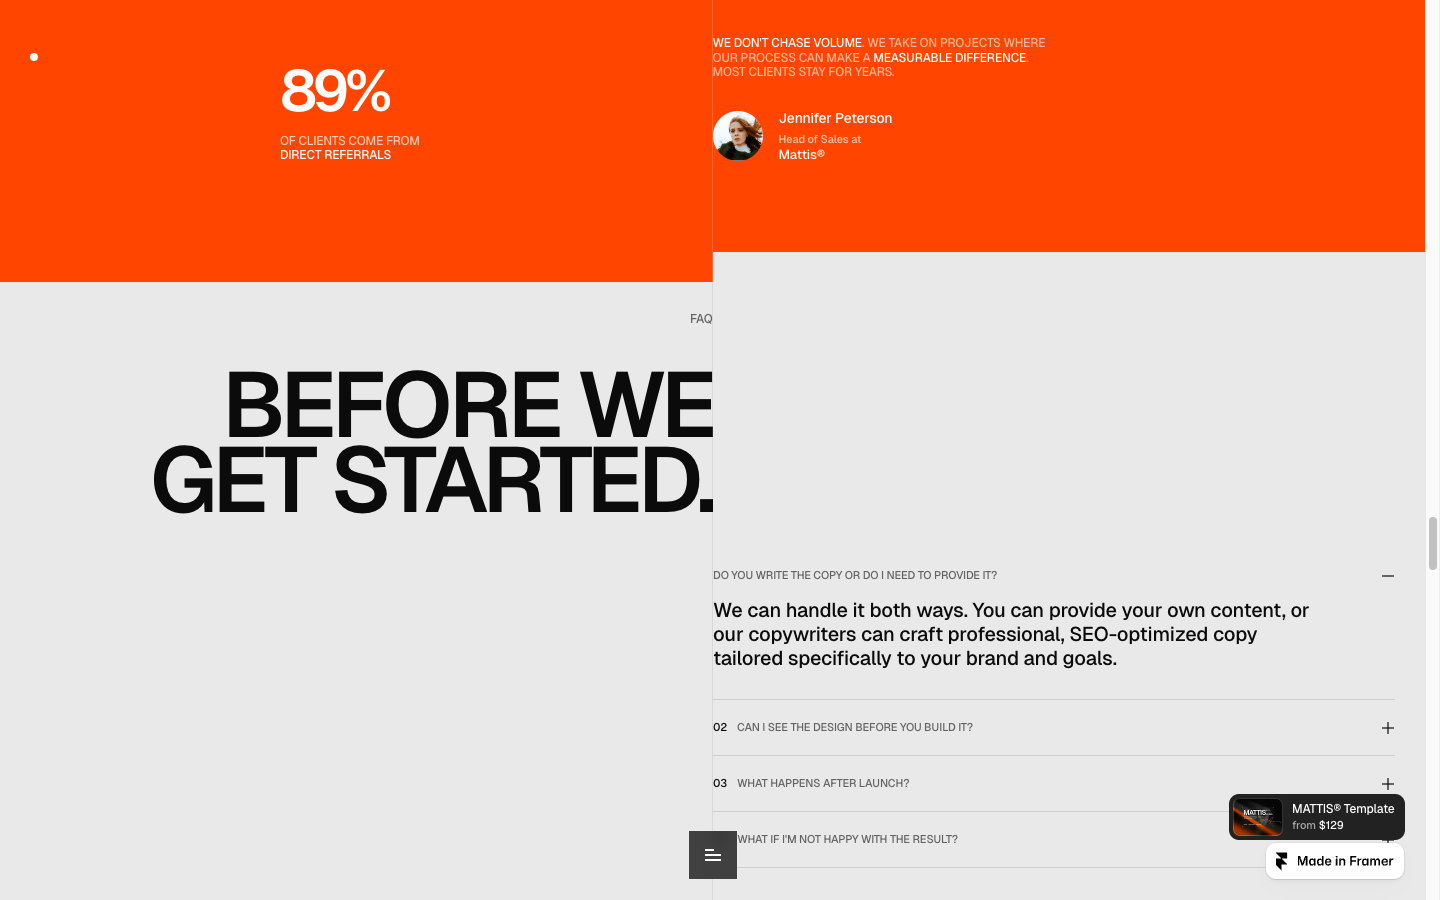 89%
OF CLIENTS COME FROM
DIRECT REFERRALS
WE DON'T CHASE VOLUME. WE TAKE ON PROJECTS WHERE
OUR PROCESS CAN MAKE A MEASURABLE DIFFERENCE.
MOST CLIENTS STAY FOR YEARS.
Jennifer Peterson
Head of Sales at
Mattis®
FAQ
BEFORE WE
GET STARTED.
DO YOU WRITE THE COPY OR DO I NEED TO PROVIDE IT?
We can handle it both ways. You can provide your own content, or
our copywriters can craft professional, SEO-optimized copy
tailored specifically to your brand and goals.
02 CAN I SEE THE DESIGN BEFORE YOU BUILD IT?
03 WHAT HAPPENS AFTER LAUNCH?
WHAT IF I'M NOT HAPPY WITH THE RESULT?
MATTIS® Template
from $129
Made in Framer